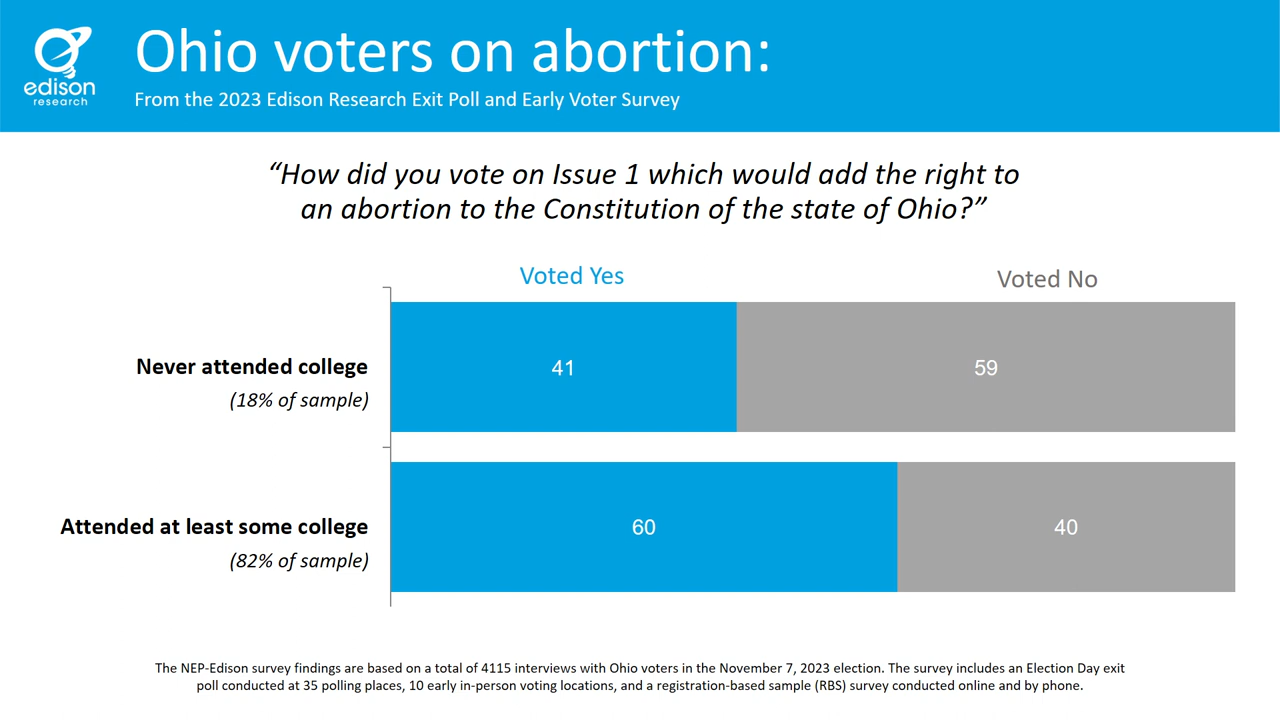 edison
research
Ohio voters on abortion:
From the 2023 Edison Research Exit Poll and Early Voter Survey
“How did you vote on Issue 1 which would add the right to
an abortion to the Constitution of the state of Ohio?”
Voted Yes
Voted No
Never attended college
(18% of sample)
41
59
Attended at least some college
(82% of sample)
60
40
The NEP-Edison survey findings are based on a total of 4115 interviews with Ohio voters in the November 7, 2023 election. The survey includes an Election Day exit
poll conducted at 35 polling places, 10 early in-person voting locations, and a registration-based sample (RBS) survey conducted online and by phone.